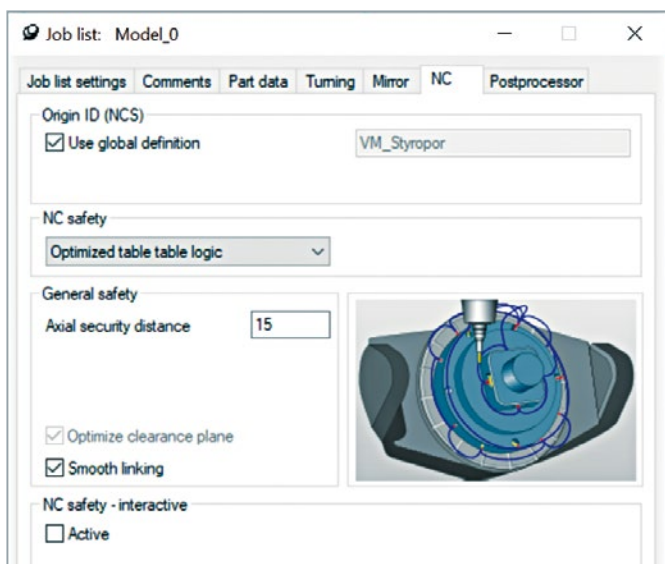 Job list: Model_0
Job list settings Comments Part data Turning Mirror NC Postprocessor
Origin ID (NCS)
Use global definition VM_Styropor
NC safety
Optimized table table logic
General safety
Axial security distance 15
Optimize clearance plane
Smooth linking
NC safety - interactive
Active